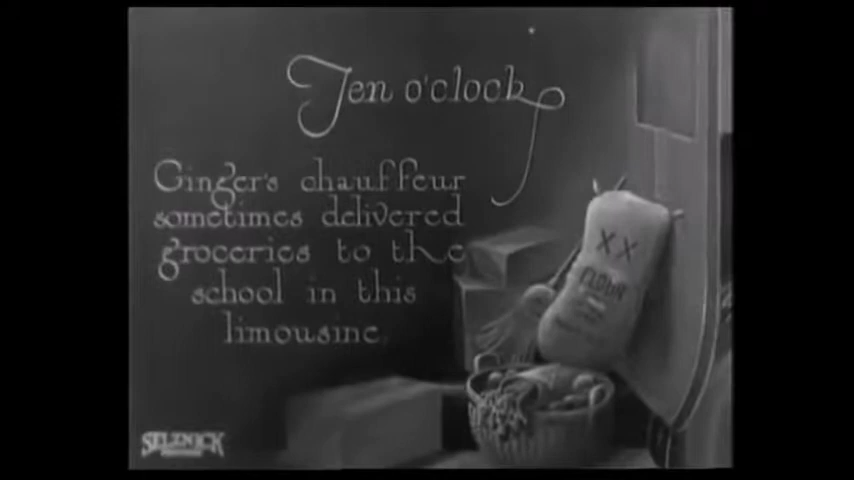 Ten o'clock
Ginger's chauffeur
sometimes delivered
groceries to the
school in this
limousine
XX
FLOUR
SELZNICK